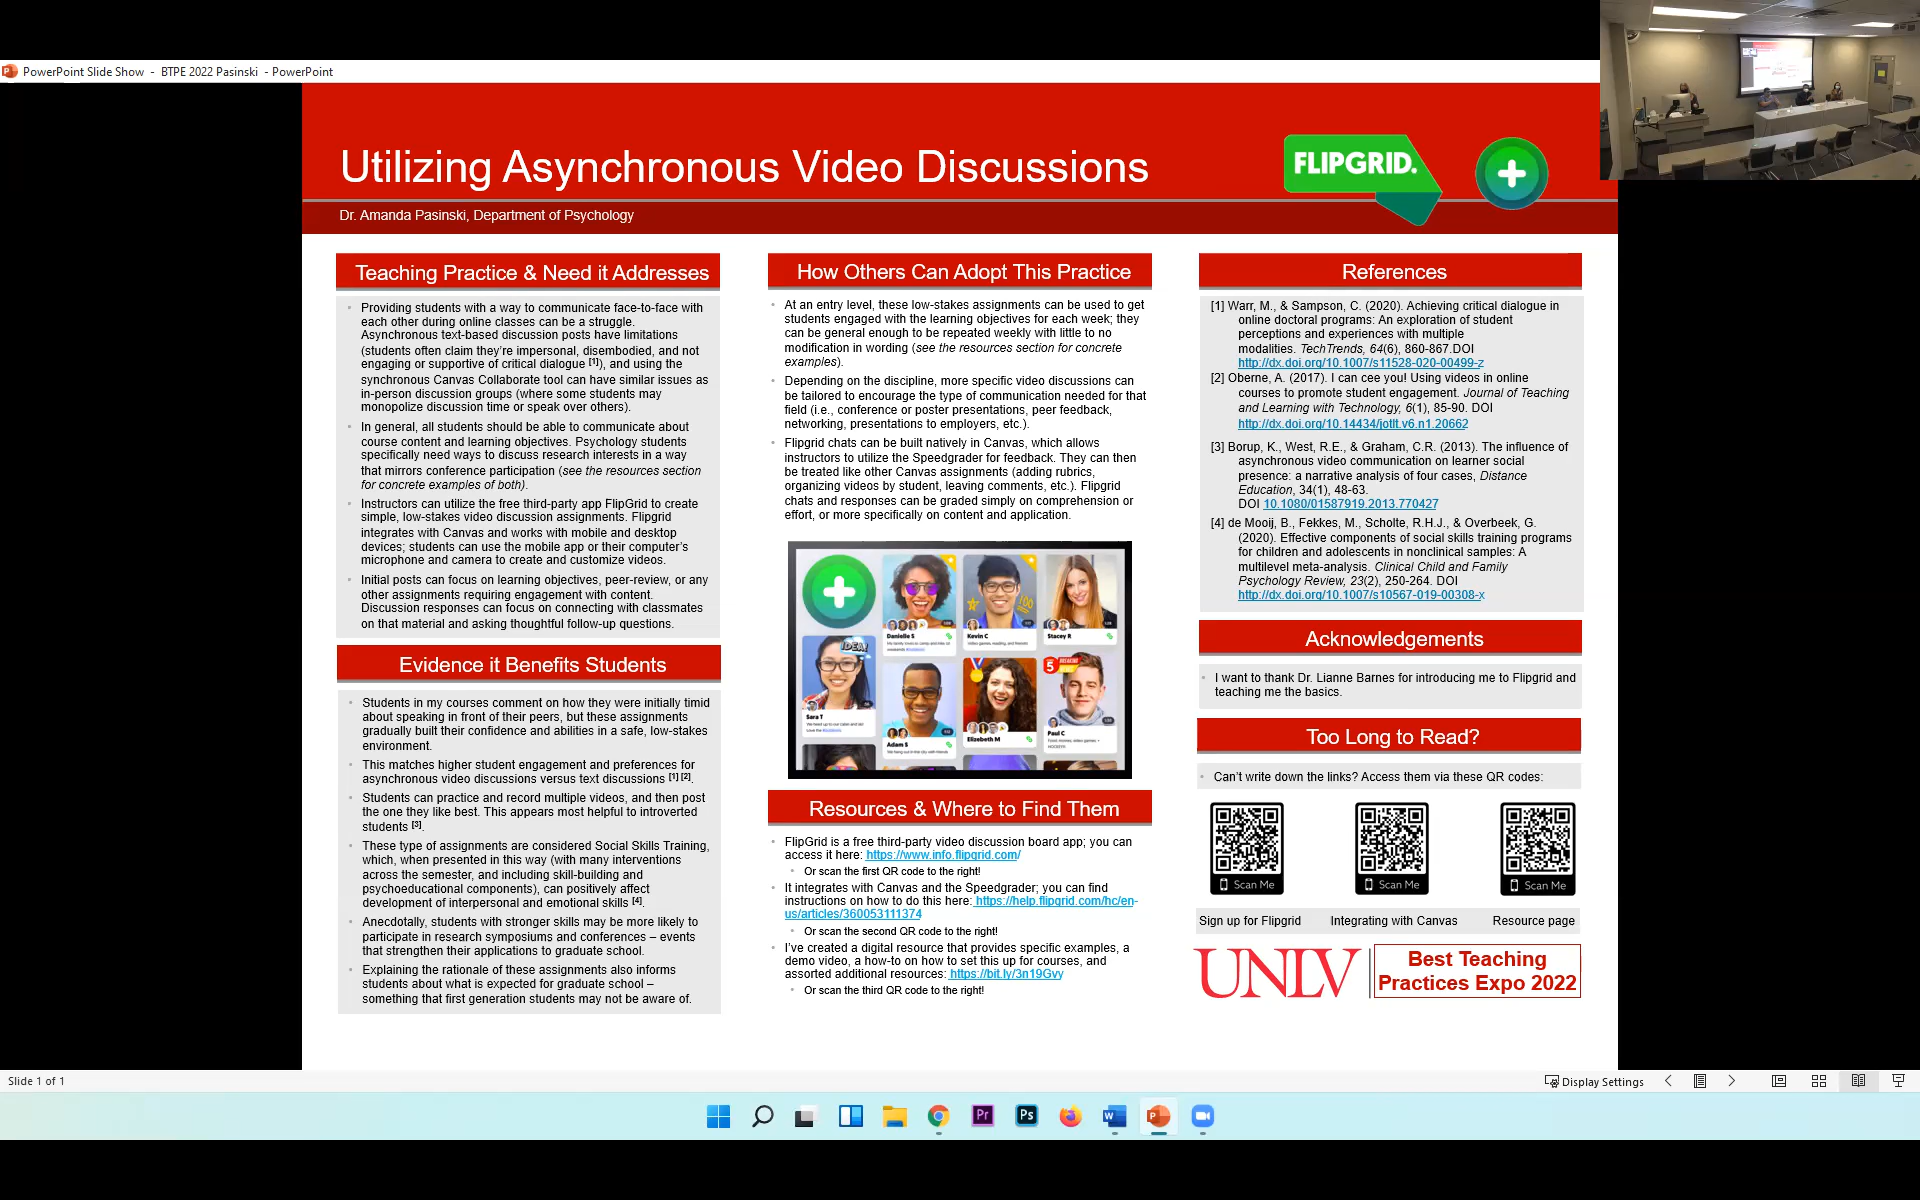 PowerPoint Slide Show - BTPE 2022 Pasinski - PowerPoint
Utilizing Asynchronous Video Discussions
FLIPGRID.
Dr. Amanda Pasinski, Department of Psychology
Teaching Practice & Need it Addresses
Providing students with a way to communicate face-to-face with
each other during online classes can be a struggle.
Asynchronous text-based discussion posts have limitations
(students often claim they're impersonal, disembodied, and not
engaging or supportive of critical dialogue [1]), and using the
synchronous Canvas Collaborate tool can have similar issues as
in-person discussion groups (where some students may
monopolize discussion time or speak over others).
In general, all students should be able to communicate about
course content and learning objectives. Psychology students
specifically need ways to discuss research interests in a way
that mirrors conference participation (see the resources section
for concrete examples of both).
Instructors can utilize the free third-party app FlipGrid to create
simple, low-stakes video discussion assignments. Flipgrid
integrates with Canvas and works with mobile and desktop
devices; students can use the mobile app or their computer's
microphone and camera to create and customize videos.
Initial posts can focus on learning objectives, peer-review, or any
other assignments requiring engagement with content.
Discussion responses can focus on connecting with classmates
on that material and asking thoughtful follow-up questions.
Evidence it Benefits Students
Students in my courses comment on how they were initially timid
about speaking in front of their peers, but these assignments
gradually built their confidence and abilities in a safe, low-stakes
environment.
This matches higher student engagement and preferences for
asynchronous video discussions versus text discussions [1] [2].
Students can practice and record multiple videos, and then post
the one they like best. This appears most helpful to introverted
students [3].
These type of assignments are considered Social Skills Training,
which, when presented in this way (with many interventions
across the semester, and including skill-building and
psychoeducational components), can positively affect
development of interpersonal and emotional skills [4].
Anecdotally, students with stronger skills may be more likely to
participate in research symposiums and conferences – events
that strengthen their applications to graduate school.
Explaining the rationale of these assignments also informs
students about what is expected for graduate school –
something that first generation students may not be aware of.
How Others Can Adopt This Practice
At an entry level, these low-stakes assignments can be used to get
students engaged with the learning objectives for each week; they
can be general enough to be repeated weekly with little to no
modification in wording (see the resources section for concrete
examples).
Depending on the discipline, more specific video discussions can
be tailored to encourage the type of communication needed for that
field (i.e., conference or poster presentations, peer feedback,
networking, presentations to employers, etc.).
Flipgrid chats can be built natively in Canvas, which allows
instructors to utilize the Speedgrader for feedback. They can then
be treated like other Canvas assignments (adding rubrics,
organizing videos by student, leaving comments, etc.). Flipgrid
chats and responses can be graded simply on comprehension or
effort, or more specifically on content and application.
Danielle S
Kevin C
Stacey R
IDEA!
100
Sara T
Adam S
Elizebeth M
5 BREAKING
Paul C
Resources & Where to Find Them
FlipGrid is a free third-party video discussion board app; you can
access it here: https://www.info.flipgrid.com/
Or scan the first QR code to the right!
It integrates with Canvas and the Speedgrader; you can find
instructions on how to do this here: https://help.flipgrid.com/hc/en-
us/articles/360053111374
Or scan the second QR code to the right!
I've created a digital resource that provides specific examples, a
demo video, a how-to on how to set this up for courses, and
assorted additional resources: https://bit.ly/3n19Gvy
Or scan the third QR code to the right!
References
[1] Warr, M., & Sampson, C. (2020). Achieving critical dialogue in
online doctoral programs: An exploration of student
perceptions and experiences with multiple
modalities. TechTrends, 64(6), 860-867.DOI
http://dx.doi.org/10.1007/s11528-020-00499-z
[2] Oberne, A. (2017). I can cee you! Using videos in online
courses to promote student engagement. Journal of Teaching
and Learning with Technology, 6(1), 85-90. DOI
http://dx.doi.org/10.14434/jotlt.v6.n1.20662
[3] Borup, K., West, R.E., & Graham, C.R. (2013). The influence of
asynchronous video communication on learner social
presence: a narrative analysis of four cases, Distance
Education, 34(1), 48-63.
DOI 10.1080/01587919.2013.770427
[4] de Mooij, B., Fekkes, M., Scholte, R.H.J., & Overbeek, G.
(2020). Effective components of social skills training programs
for children and adolescents in nonclinical samples: A
multilevel meta-analysis. Clinical Child and Family
Psychology Review, 23(2), 250-264. DOI
http://dx.doi.org/10.1007/s10567-019-00308-x
Acknowledgements
I want to thank Dr. Lianne Barnes for introducing me to Flipgrid and
teaching me the basics.
Too Long to Read?
Can't write down the links? Access them via these QR codes:
Scan Me
Scan Me
Scan Me
Sign up for Flipgrid
Integrating with Canvas
Resource page
UNLV
Best Teaching
Practices Expo 2022
Slide 1 of 1
Display Settings
Pr
Ps